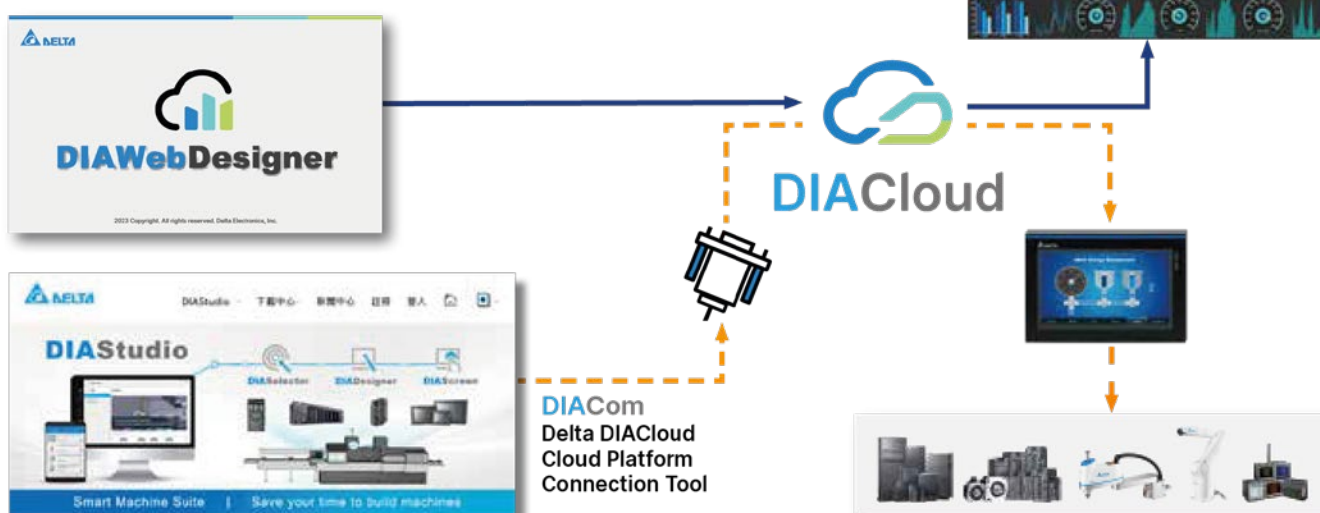 DELTA
DIAWebDesigner
2023 Copyright. All rights reserved. Delta Electronics, Inc.
DIACloud
DELTA
DIAStudio 下載中心 新聞中心 註冊 登入
DIAStudio
DIASelector DIADesigner DIAScreen
Smart Machine Suite | Save your time to build machines
DIACom
Delta DIACloud
Cloud Platform
Connection Tool